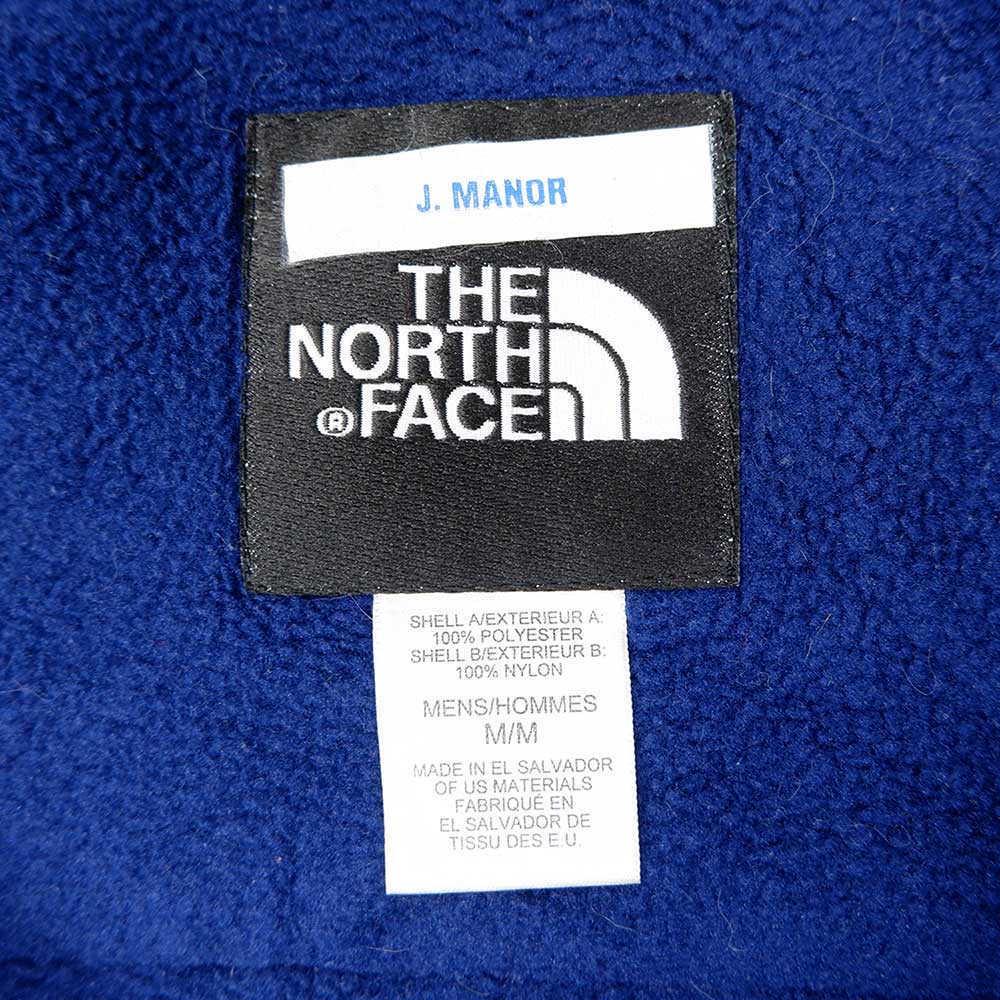 J. MANOR
THE
NORTH
® FACE
SHELL A/EXTERIEUR A:
100% POLYESTER
SHELL B/EXTERIEUR B:
100% NYLON
MENS/HOMMES
M/M
MADE IN EL SALVADOR
OF US MATERIALS
FABRIQUÉ EN
EL SALVADOR DE
TISSU DES E.U.